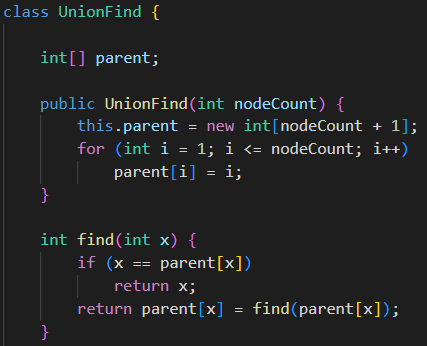 class UnionFind {
int[] parent;
public UnionFind(int nodeCount) {
this.parent = new int[nodeCount + 1];
for (int i = 1; i <= nodeCount; i++)
parent[i] = i;
}
int find(int x) {
if (x == parent[x])
return x;
return parent[x] = find(parent[x]);
}